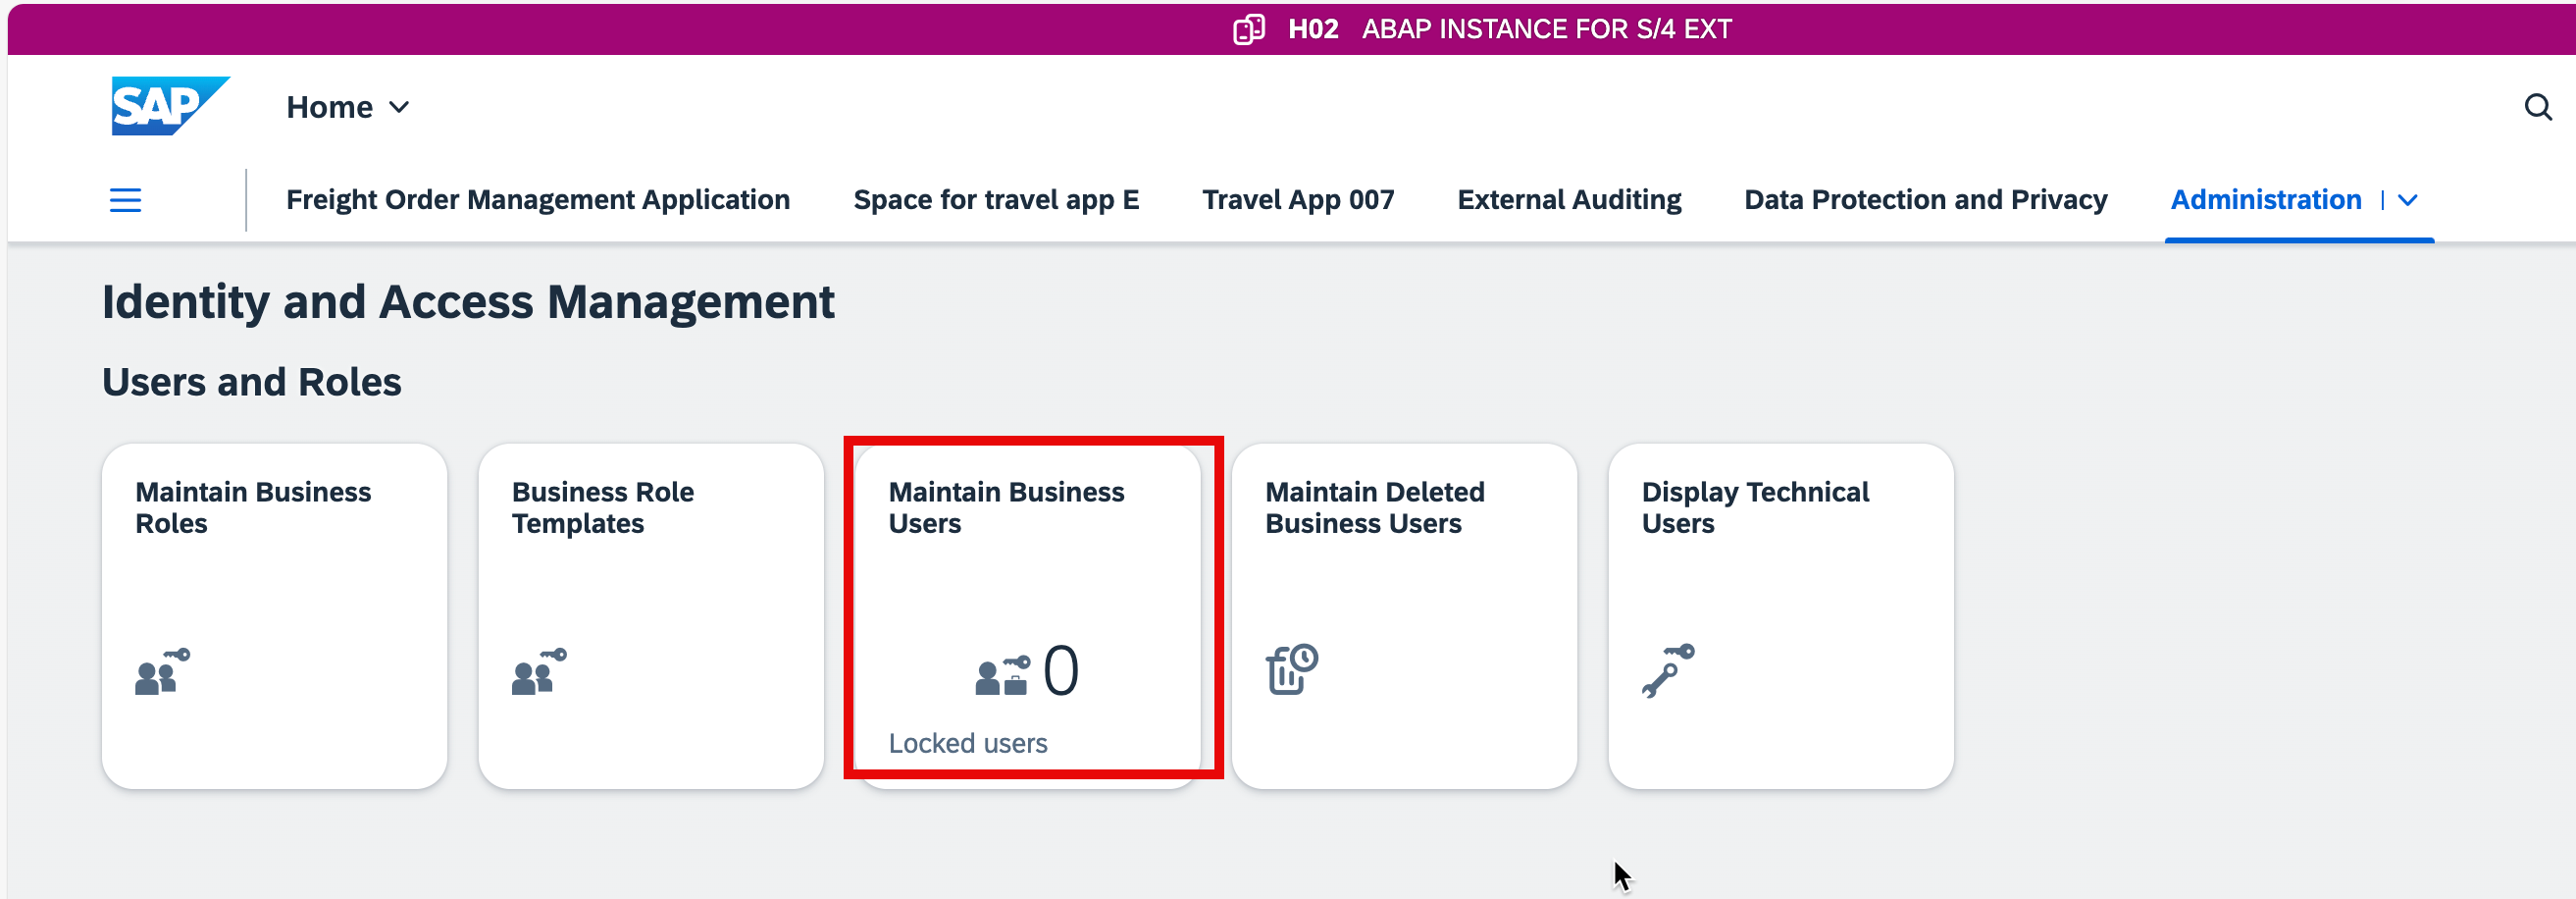 H02 ABAP INSTANCE FOR S/4 EXT
SAP Home
Freight Order Management Application Space for travel app E Travel App 007 External Auditing Data Protection and Privacy Administration
Identity and Access Management
Users and Roles
Maintain Business
Roles
Business Role
Templates
Maintain Business
Users
0
Locked users
Maintain Deleted
Business Users
Display Technical
Users